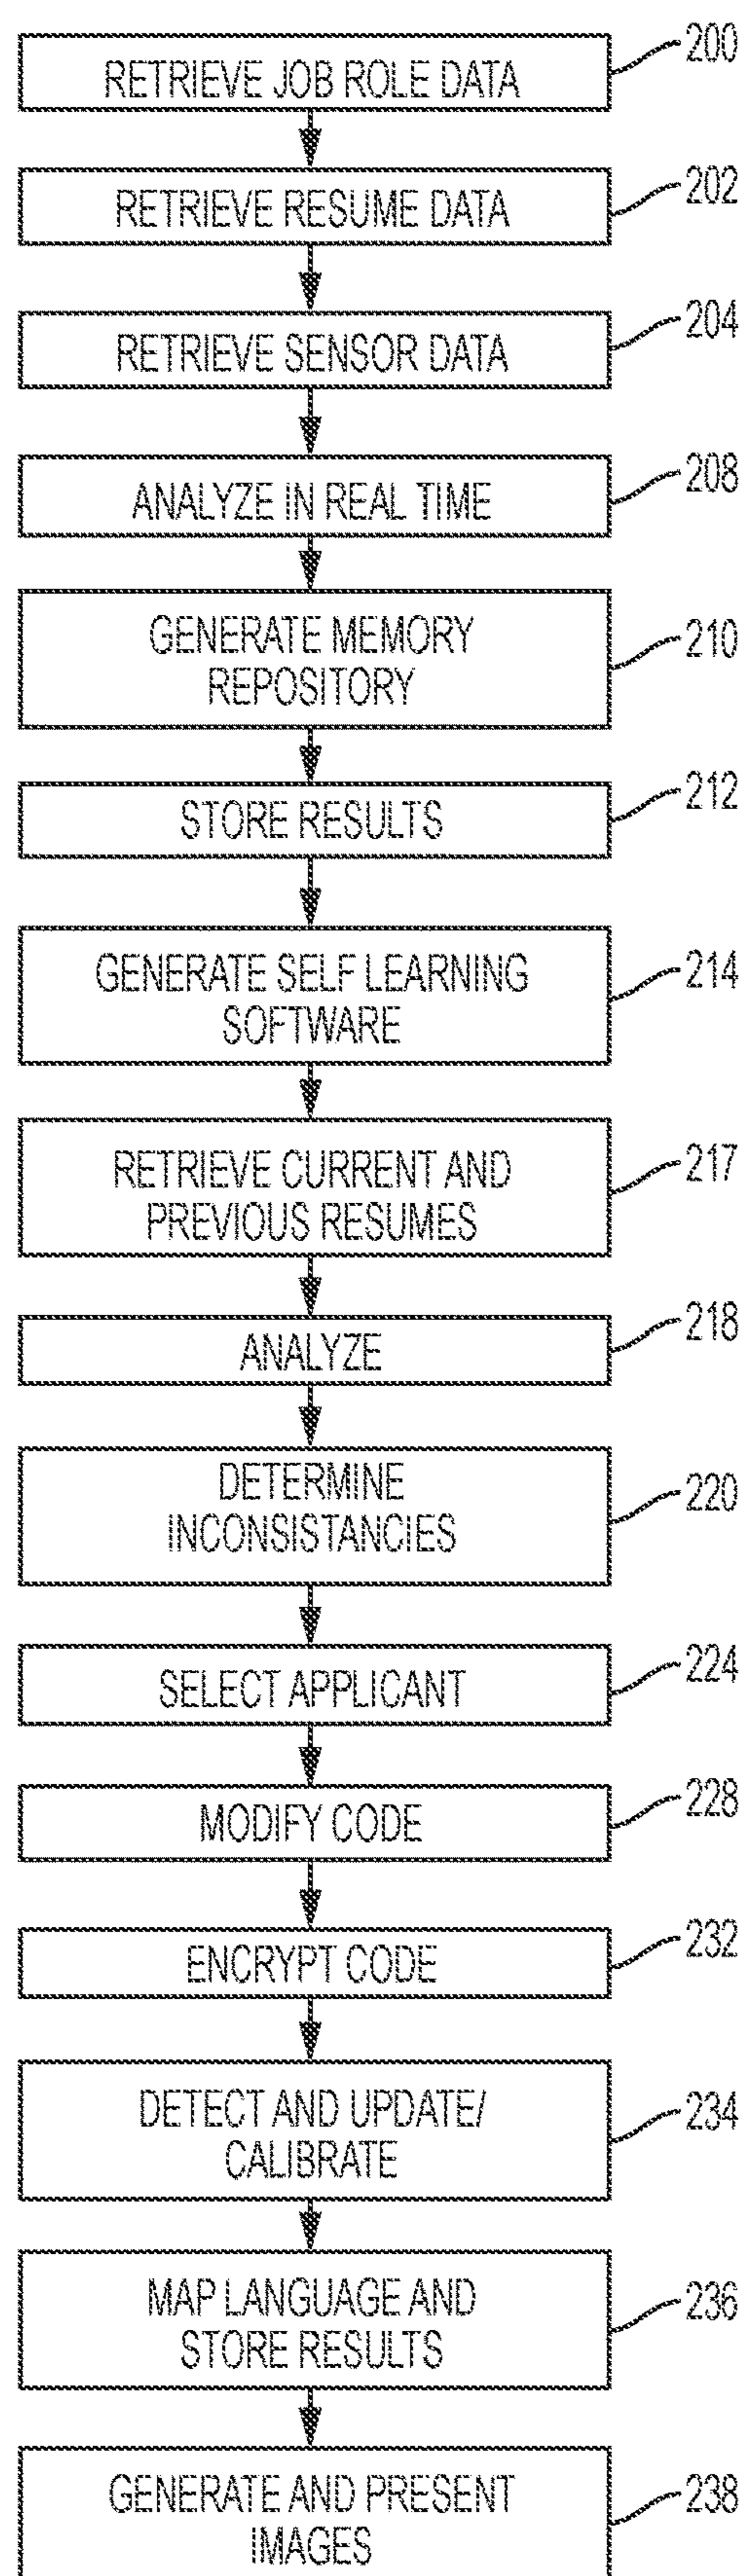 200
RETRIEVE JOB ROLE DATA
202
RETRIEVE RESUME DATA
204
RETRIEVE SENSOR DATA
208
ANALYZE IN REAL TIME
210
GENERATE MEMORY
REPOSITORY
212
STORE RESULTS
214
GENERATE SELF LEARNING
SOFTWARE
217
RETRIEVE CURRENT AND
PREVIOUS RESUMES
218
ANALYZE
220
DETERMINE
INCONSISTANCIES
224
SELECT APPLICANT
228
MODIFY CODE
232
ENCRYPT CODE
234
DETECT AND UPDATE/
CALIBRATE
236
MAP LANGUAGE AND
STORE RESULTS
238
GENERATE AND PRESENT
IMAGES